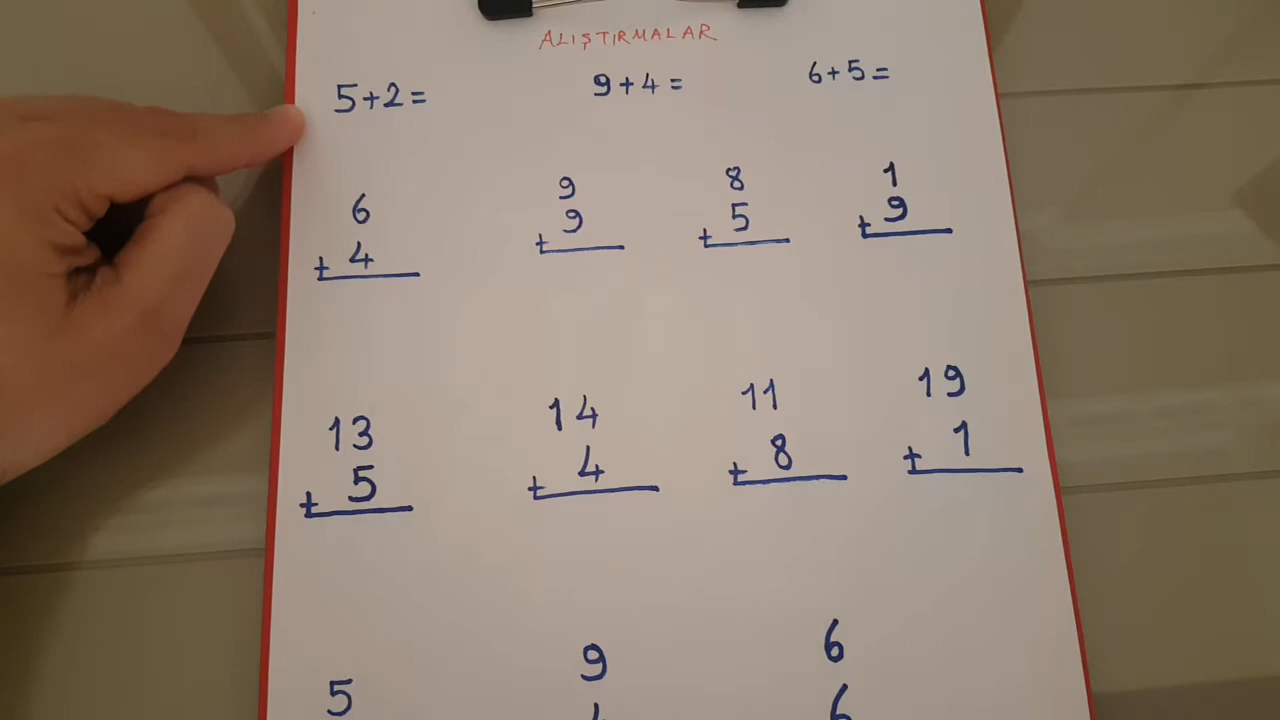 ALIŞTIRMALAR
5+2= 9+4= 6+5=
6 9 8 1
+ 4 + 9 + 5 + 9
13 14 11 19
+ 5 + 4 + 8 + 1
5 9 6
6